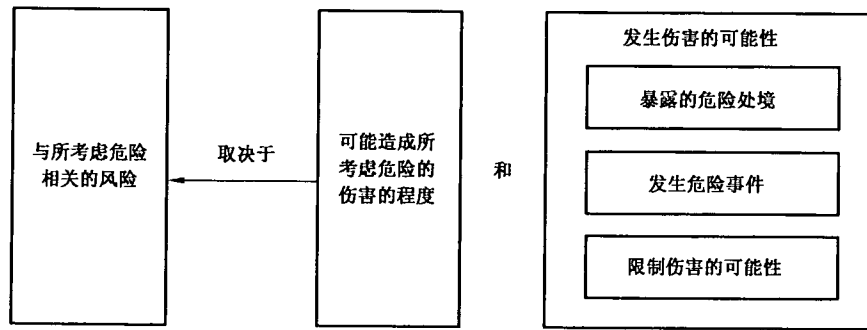 与所考虑危险
相关的风险
取决于
可能造成所
考虑危险的
伤害的程度
和
发生伤害的可能性
暴露的危险处境
发生危险事件
限制伤害的可能性